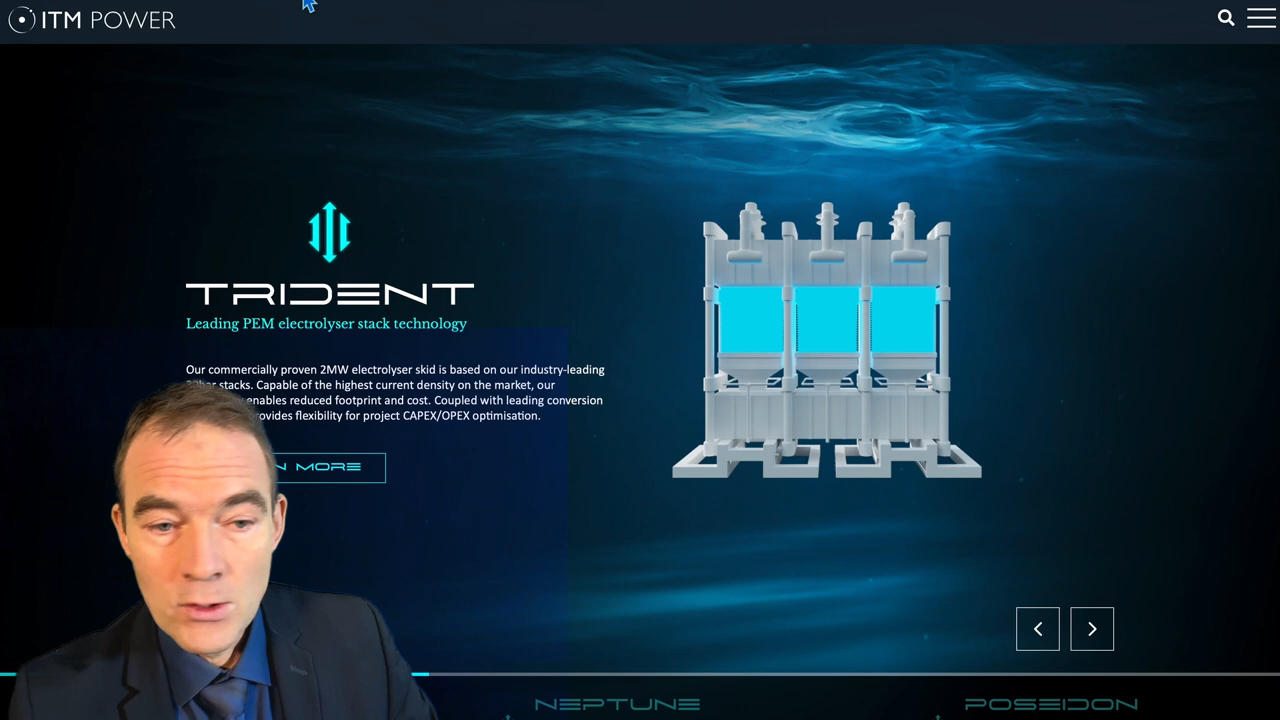 ITM POWER
TRIDENT
Leading PEM electrolyser stack technology
Our commercially proven 2MW electrolyser skid is based on our industry-leading
stacks. Capable of the highest current density on the market, our
enables reduced footprint and cost. Coupled with leading conversion
provides flexibility for project CAPEX/OPEX optimisation.
MORE
NEPTUNE
POSEIDON